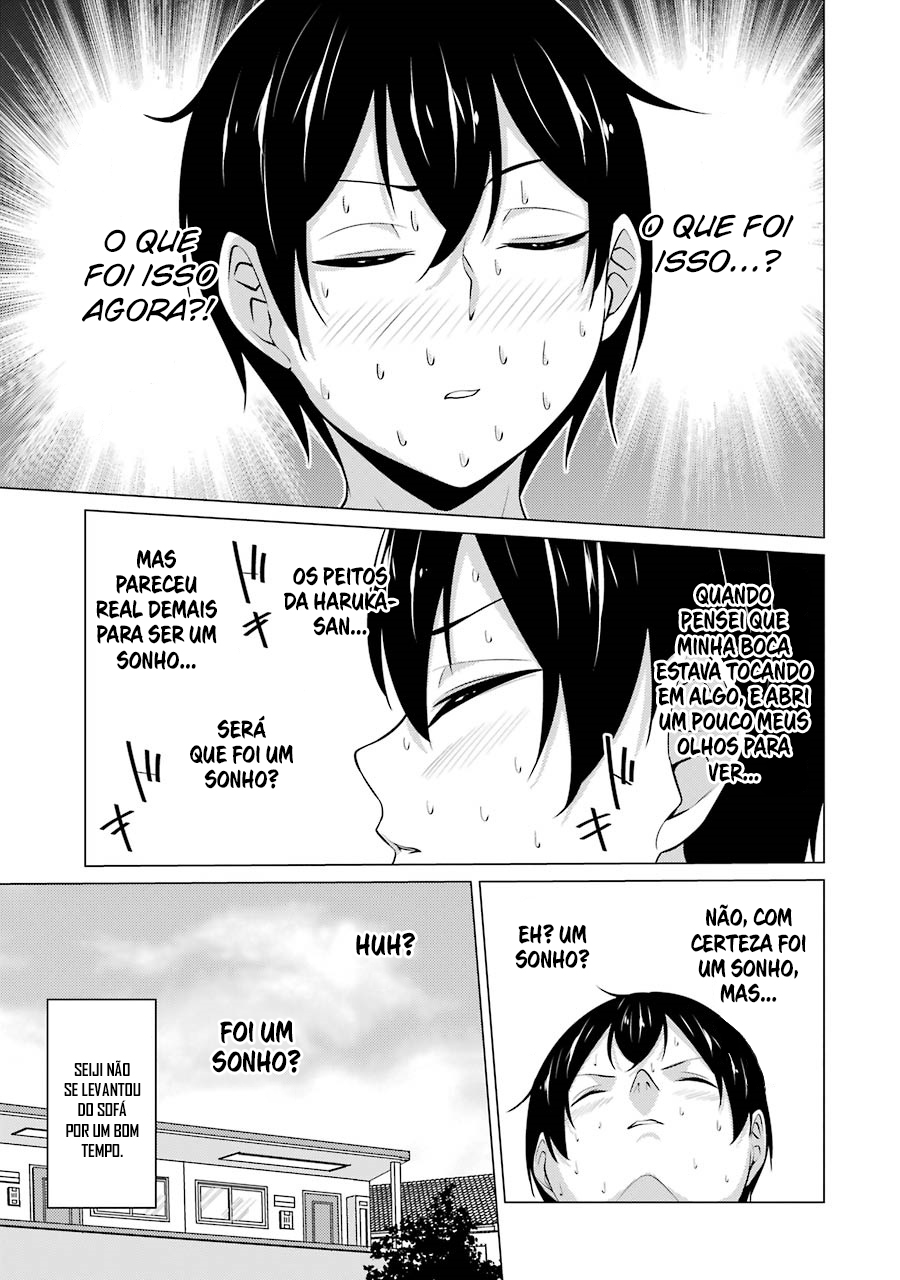 O QUE FOI
ISSO...?
O QUE
FOI ISSO
AGORA?!
QUANDO
PENSEI QUE
MINHA BOCA
ESTAVA TOCANDO
EM ALGO, E ABRI
UM POUCO MEUS
OLHOS PARA
VER...
OS PEITOS
DA HARUKA-
SAN...
MAS
PARECEU
REAL DEMAIS
PARA SER UM
SONHO...
SERÁ
QUE FOI UM
SONHO?
NÃO, COM
CERTEZA FOI
UM SONHO,
MAS...
EH? UM
SONHO?
HUH?
FOI UM
SONHO?
SEIJI NÃO
SE LEVANTOU
DO SOFÁ
POR UM BOM
TEMPO.